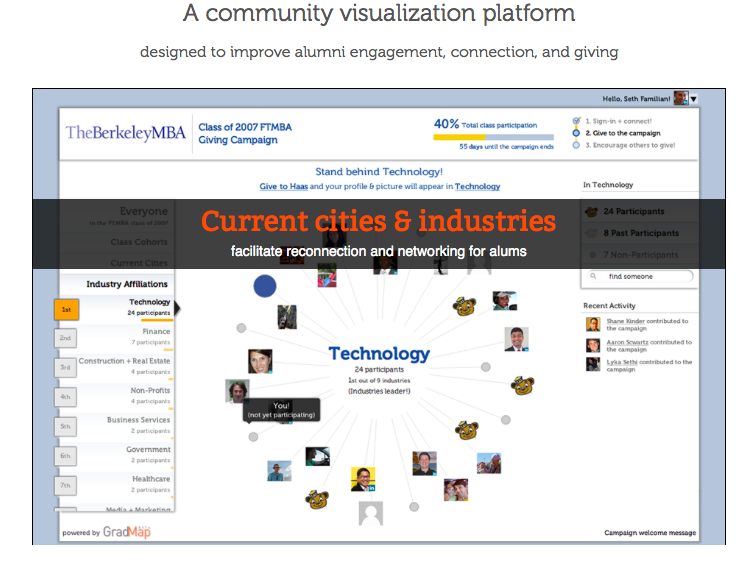 A community visualization platform
designed to improve alumni engagement, connection, and giving
Hello, Seth Familian!
TheBerkeleyMBA
Class of 2007 FTMBA
Giving Campaign
40% Total class participation
55 days until the campaign ends
1. Sign-in + connect!
2. Give to the campaign
3. Encourage others to give!
Stand behind Technology!
Give to Haas and your profile & picture will appear in Technology
Current cities & industries
facilitate reconnection and networking for alums
Everyone
in the FTMBA class of 2007
Class Cohorts
Current Cities
Industry Affiliations
1st
Technology
24 participants
2nd
Finance
7 participants
3rd
Construction + Real Estate
4 participants
4th
Non-Profits
4 participants
5th
Business Services
2 participants
6th
Government
2 participants
7th
Healthcare
2 participants
Media + Marketing
Technology
24 participants
1st out of 9 industries
(Industries leader!)
You!
(not yet participating)
In Technology
24 Participants
8 Past Participants
7 Non-Participants
find someone
Recent Activity
Shane Kinder contributed to
the campaign
Aaron Scwartz contributed to
the campaign
Lyka Sethi contributed to
the campaign
powered by GradMap
BETA
Campaign welcome message